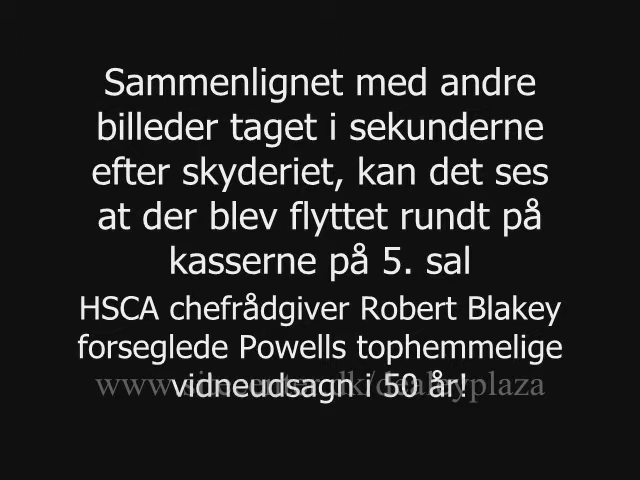 Sammenlignet med andre
billeder taget i sekunderne
efter skyderiet, kan det ses
at der blev flyttet rundt på
kasserne på 5. sal
HSCA chefrådgiver Robert Blakey
forseglede Powells tophemmelige
vidneudsagn i 50 år!